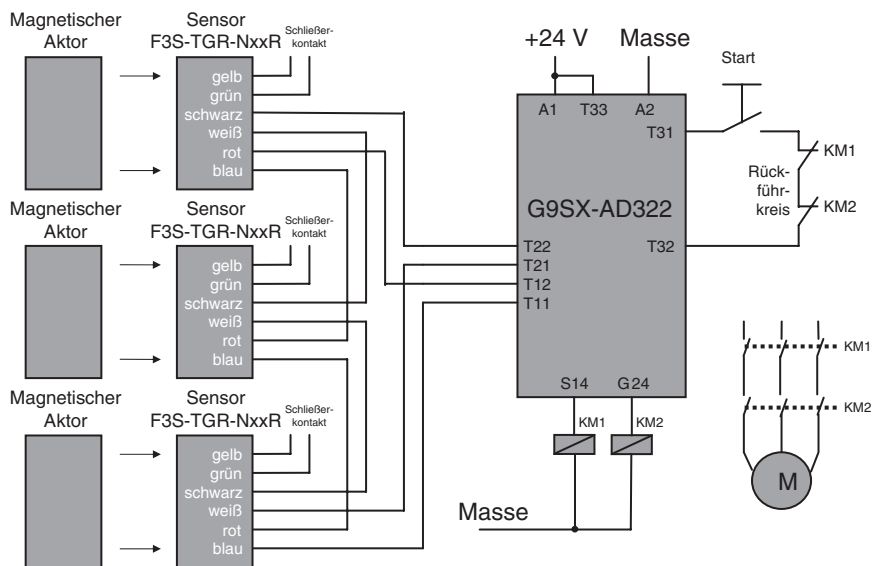 Magnetischer
Aktor
Sensor
F3S-TGR-NxxR
Schließer-
kontakt
gelb
grün
schwarz
weiß
rot
blau
Magnetischer
Aktor
Sensor
F3S-TGR-NxxR
Schließer-
kontakt
gelb
grün
schwarz
weiß
rot
blau
Magnetischer
Aktor
Sensor
F3S-TGR-NxxR
Schließer-
kontakt
gelb
grün
schwarz
weiß
rot
blau
+24 V
Masse
Start
A1
T33
A2
T31
KM1
Rück-
führ-
kreis
KM2
G9SX-AD322
T22
T21
T12
T11
T32
S14
G24
KM1
KM2
Masse
KM1
KM2
M